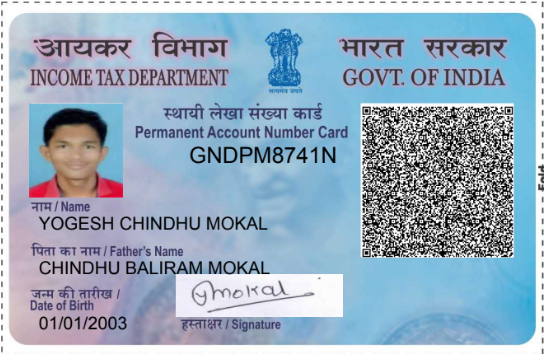 आयकर विभाग
INCOME TAX DEPARTMENT
भारत सरकार
GOVT. OF INDIA
सत्यमेव जयते
स्थायी लेखा संख्या कार्ड
Permanent Account Number Card
GNDPM8741N
नाम / Name
YOGESH CHINDHU MOKAL
पिता का नाम / Father's Name
CHINDHU BALIRAM MOKAL
जन्म की तारीख /
Date of Birth
01/01/2003
Ymokal
हस्ताक्षर / Signature
Fold